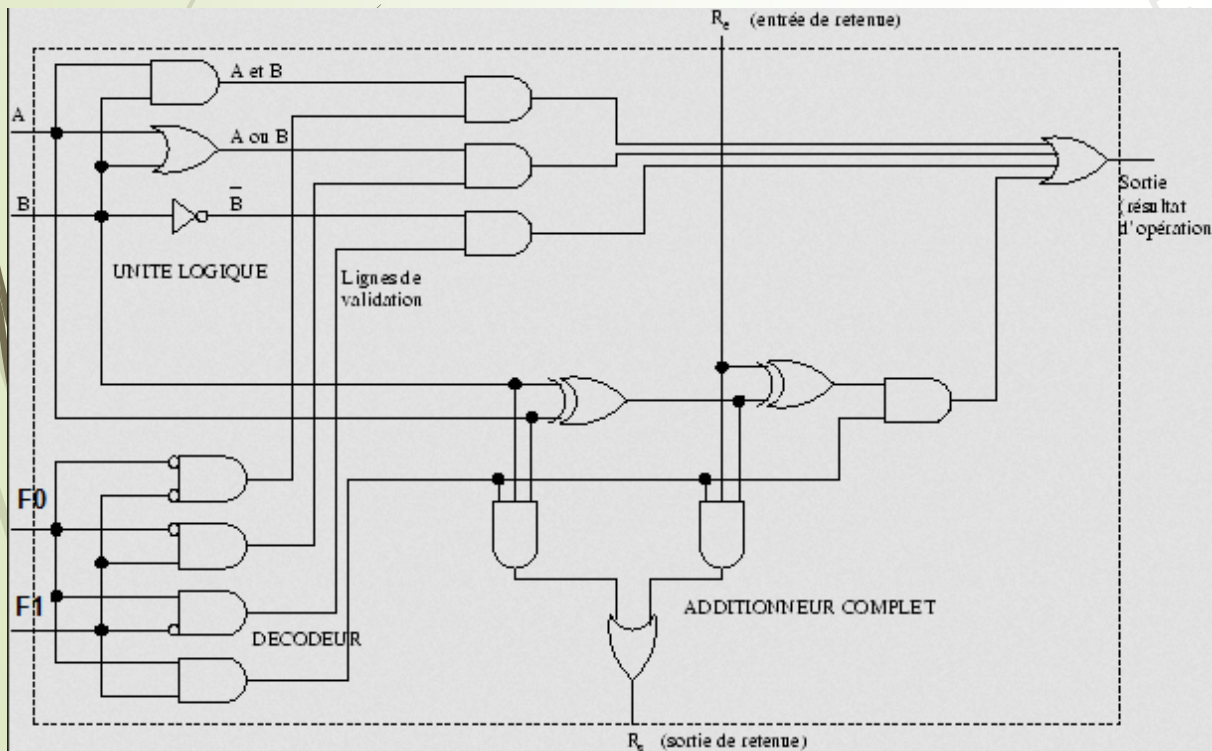 Re (entrée de retenue)
A et B
A
A ou B
B
B̅
Sortie
(résultat
d'opération
UNITE LOGIQUE
Lignes de
validation
F0
F1
DECODEUR
ADDITIONNEUR COMPLET
Rs (sortie de retenue)